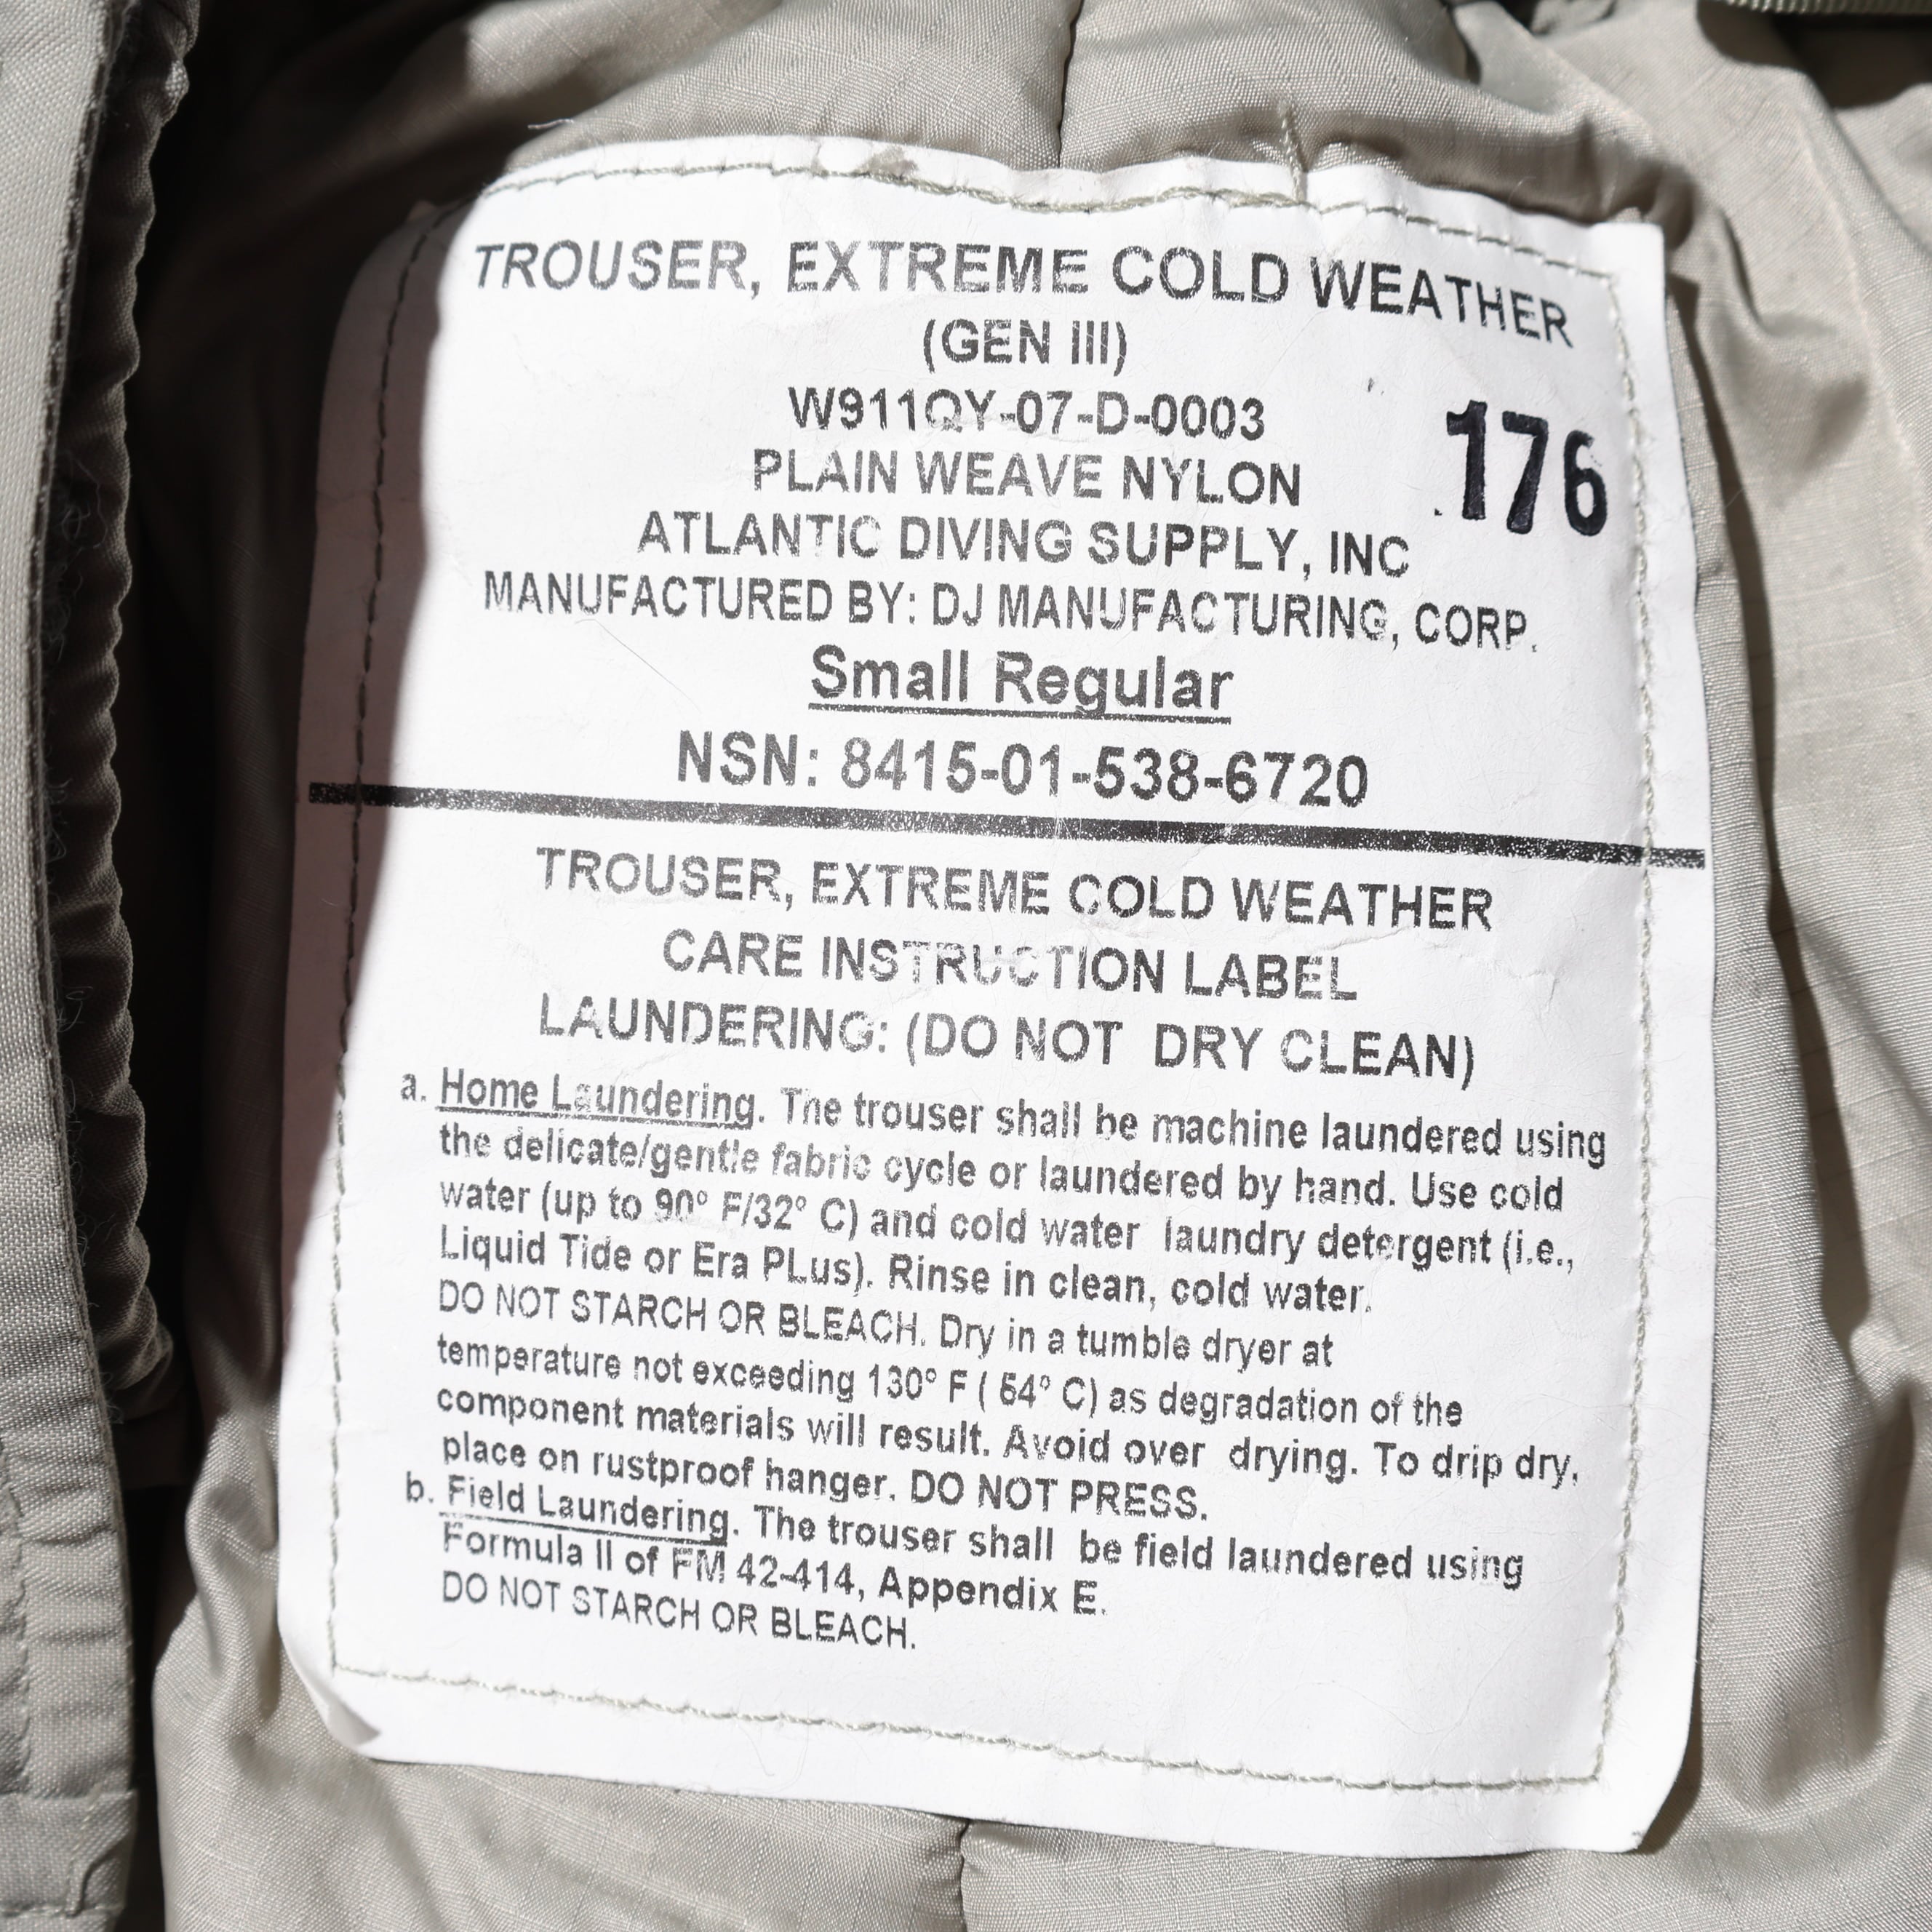 TROUSER, EXTREME COLD WEATHER
(GEN III)
W911QY-07-D-0003
176
PLAIN WEAVE NYLON
ATLANTIC DIVING SUPPLY, INC
MANUFACTURED BY: DJ MANUFACTURING, CORP.
Small Regular
NSN: 8415-01-538-6720
TROUSER, EXTREME COLD WEATHER
CARE INSTRUCTION LABEL
LAUNDERING: (DO NOT DRY CLEAN)
a. Home Laundering. The trouser shall be machine laundered using
the delicate/gentle fabric cycle or laundered by hand. Use cold
water (up to 90° F/32° C) and cold water laundry detergent (i.e.,
Liquid Tide or Era PLus). Rinse in clean, cold water.
DO NOT STARCH OR BLEACH. Dry in a tumble dryer at
temperature not exceeding 130° F ( 54° C) as degradation of the
component materials will result. Avoid over drying. To drip dry,
place on rustproof hanger. DO NOT PRESS.
b. Field Laundering. The trouser shall be field laundered using
Formula II of FM 42-414, Appendix E.
DO NOT STARCH OR BLEACH.